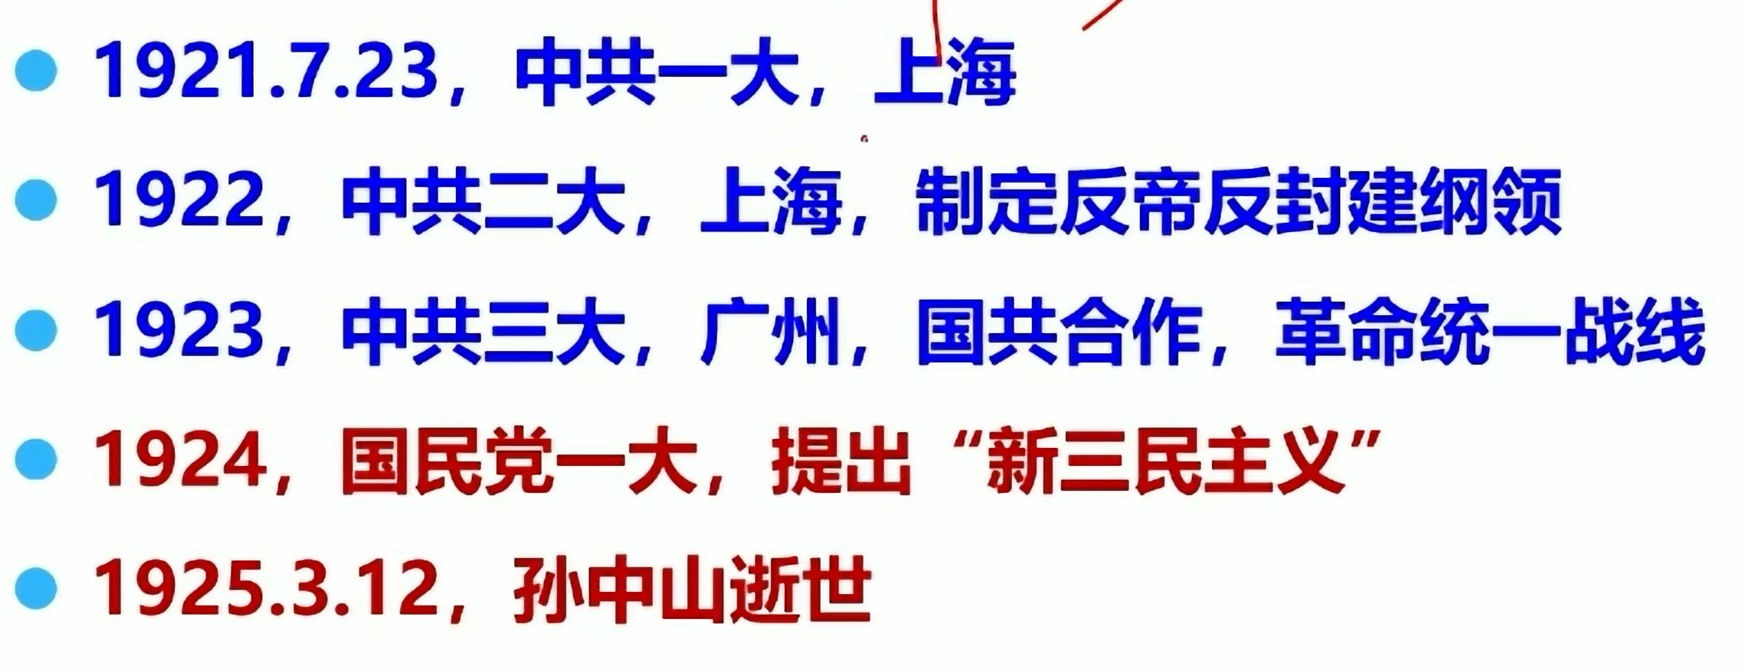 1921.7.23，中共一大，上海
1922，中共二大，上海，制定反帝反封建纲领
1923，中共三大，广州，国共合作，革命统一战线
1924，国民党一大，提出“新三民主义”
1925.3.12，孙中山逝世